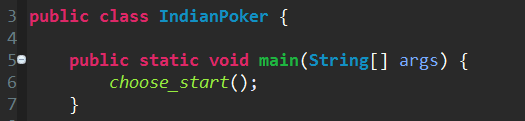 3 public class IndianPoker {
4
5 public static void main(String[] args) {
6 choose_start();
7 }